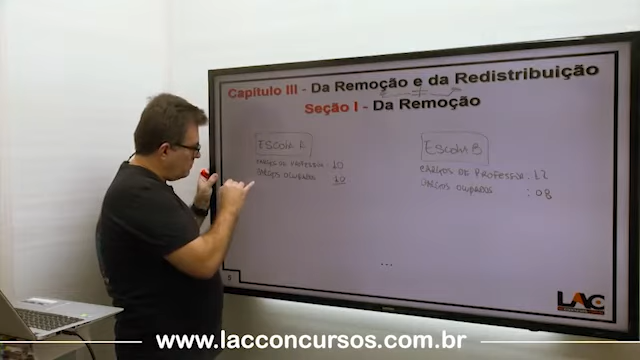 Capítulo III - Da Remoção e da Redistribuição
Seção I - Da Remoção
ESCOLA A
ESCOLA B
CARGOS DE PROFESSOR: 10
CARGOS OCUPADOS 10
CARGOS DE PROFESSOR: 12
CARGOS OCUPADOS : 08
...
5
LAC
www.lacconcursos.com.br